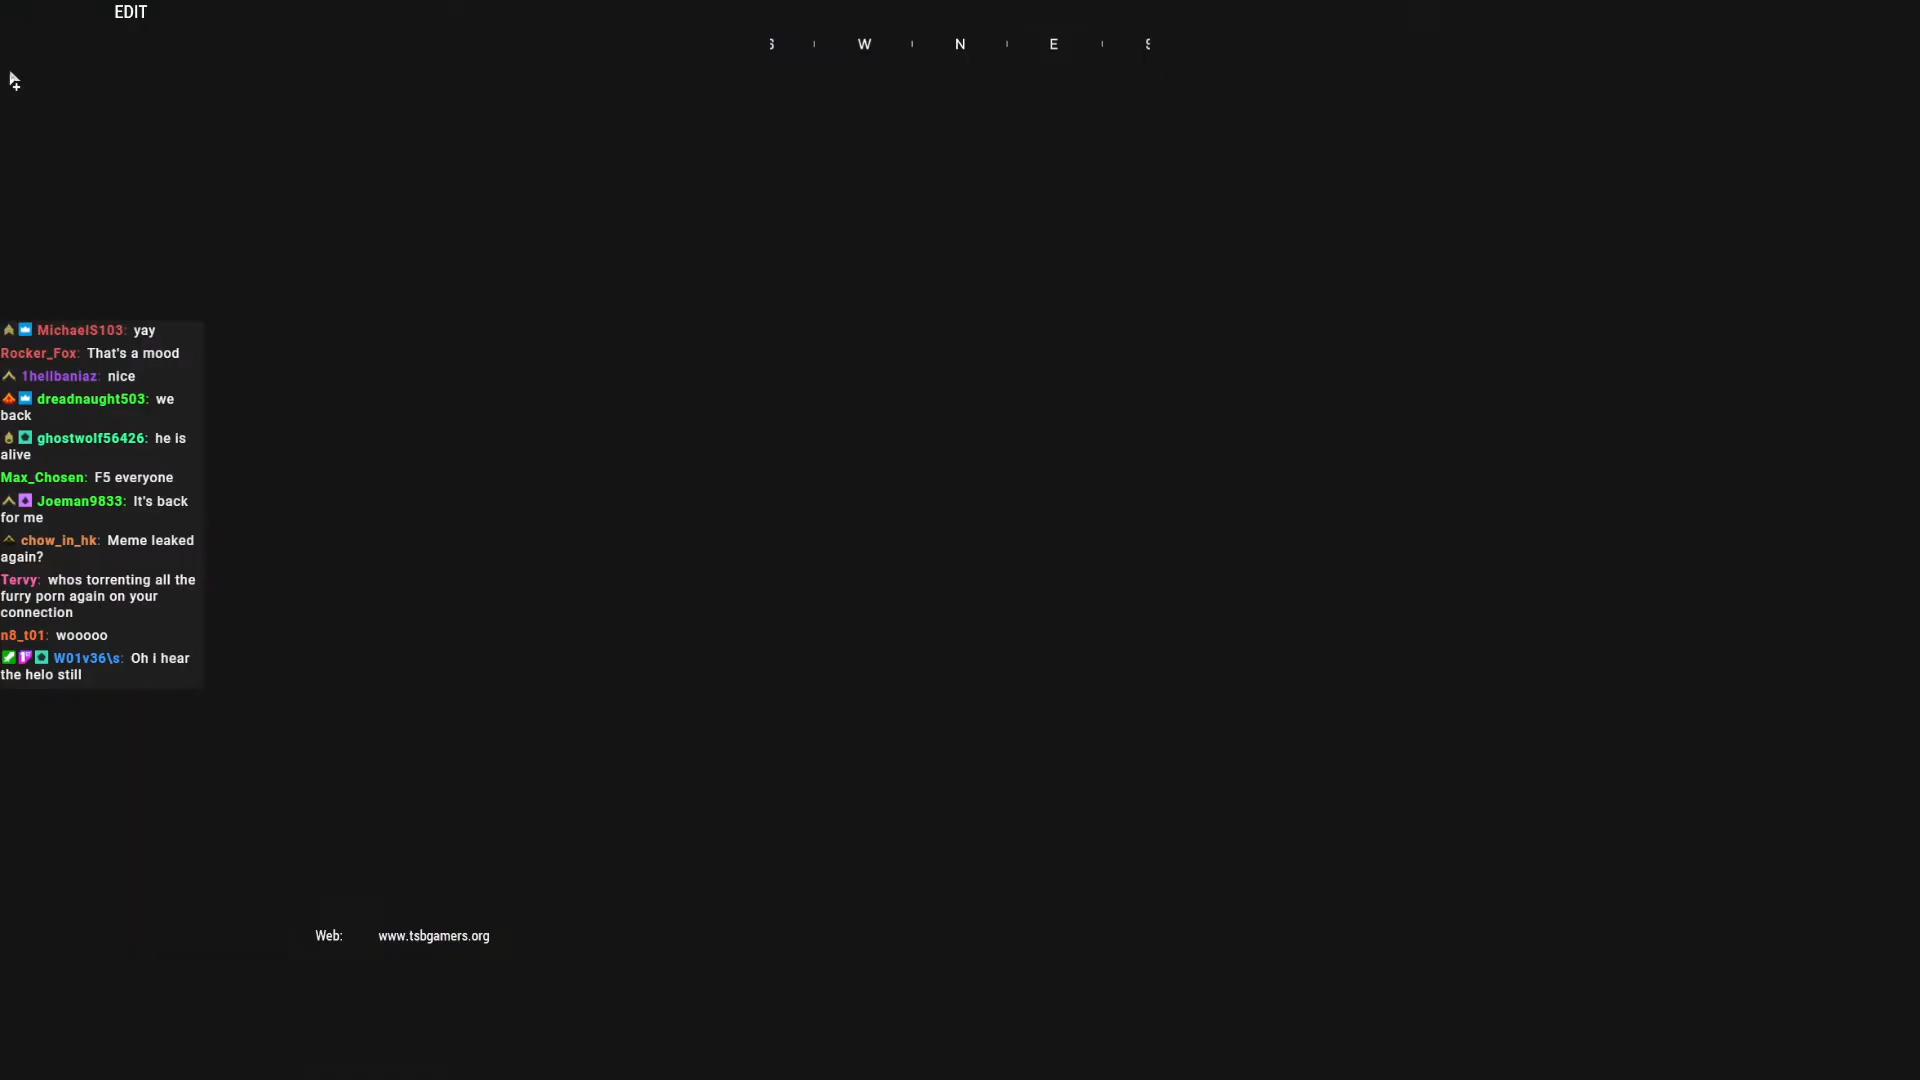 EDIT
S W N E S
MichaelS103: yay
Rocker_Fox: That's a mood
1hellbaniaz: nice
dreadnaught503: we
back
ghostwolf56426: he is
alive
Max_Chosen: F5 everyone
Joeman9833: It's back
for me
chow_in_hk: Meme leaked
again?
Tervy: whos torrenting all the
furry porn again on your
connection
n8_t01: wooooo
W01v36\s: Oh i hear
the helo still
Web: www.tsbgamers.org